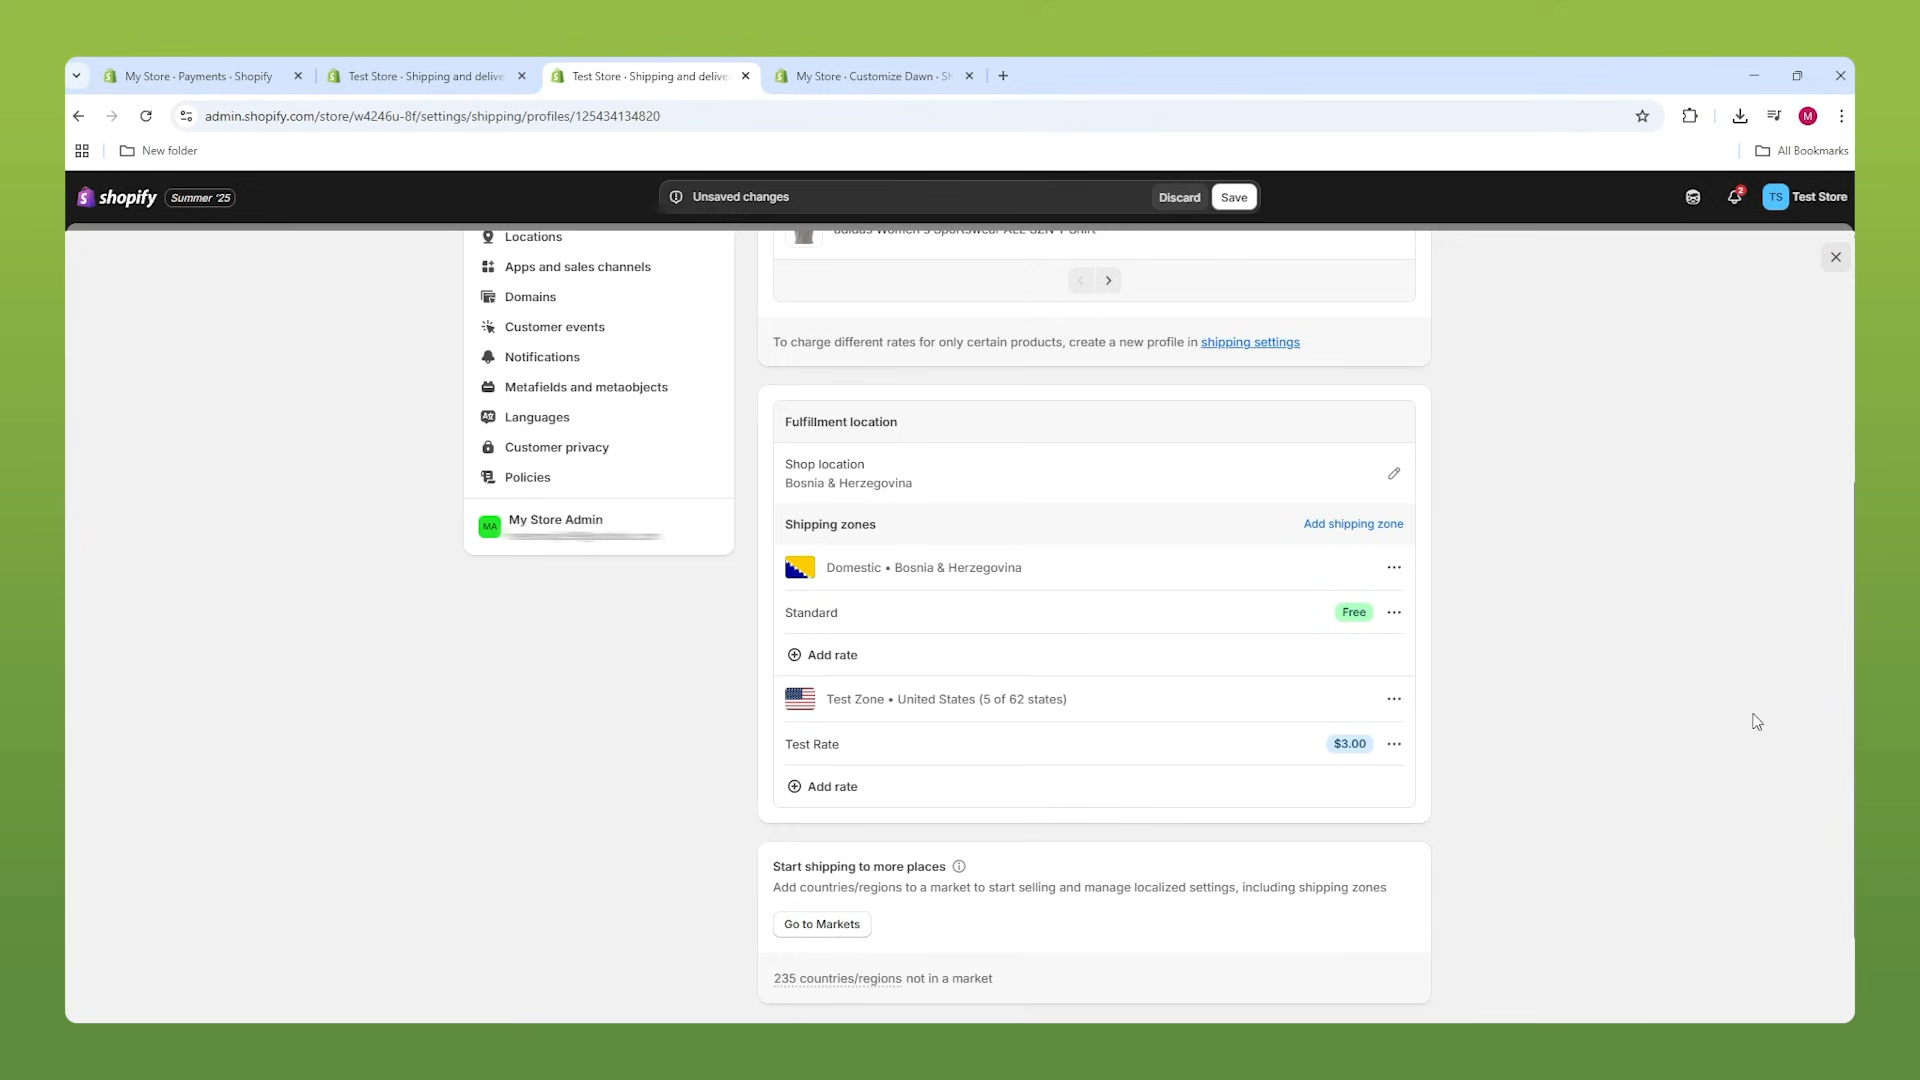 My Store · Payments · Shopify
Test Store · Shipping and delive
Test Store · Shipping and delive
My Store · Customize Dawn · Sh
admin.shopify.com/store/w4246u-8f/settings/shipping/profiles/125434134820
M
New folder
All Bookmarks
shopify
Summer '25
Unsaved changes
Discard
Save
2
TS
Test Store
Locations
Apps and sales channels
Domains
Customer events
Notifications
Metafields and metaobjects
Languages
Customer privacy
Policies
MA
My Store Admin
adidas Women's Sportswear ALL SZN T-Shirt
To charge different rates for only certain products, create a new profile in shipping settings
Fulfillment location
Shop location
Bosnia & Herzegovina
Shipping zones
Add shipping zone
Domestic • Bosnia & Herzegovina
Standard
Free
Add rate
Test Zone • United States (5 of 62 states)
Test Rate
$3.00
Add rate
Start shipping to more places
Add countries/regions to a market to start selling and manage localized settings, including shipping zones
Go to Markets
235 countries/regions not in a market